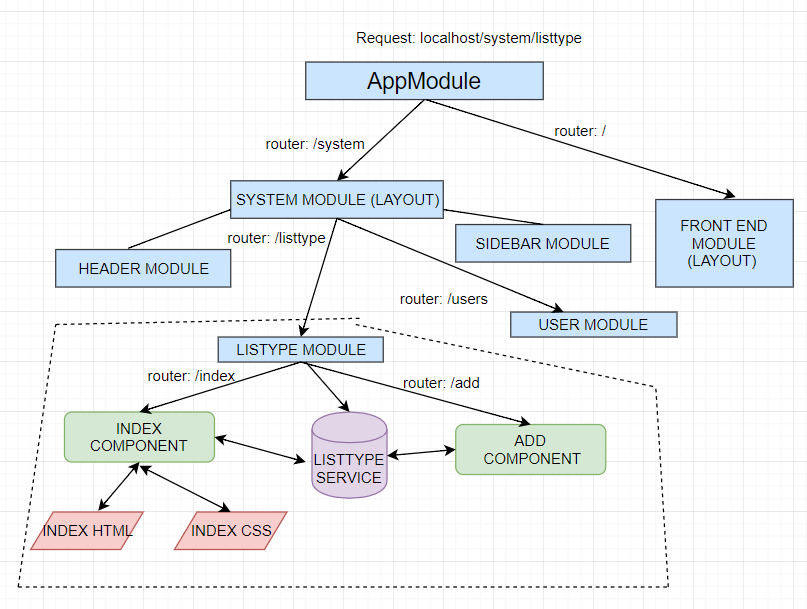 Request: localhost/system/listtype
AppModule
router: /system
router: /
SYSTEM MODULE (LAYOUT)
FRONT END
MODULE
(LAYOUT)
router: /listtype
SIDEBAR MODULE
HEADER MODULE
router: /users
USER MODULE
LISTYPE MODULE
router: /index
router: /add
INDEX
COMPONENT
LISTTYPE
SERVICE
ADD
COMPONENT
INDEX HTML
INDEX CSS